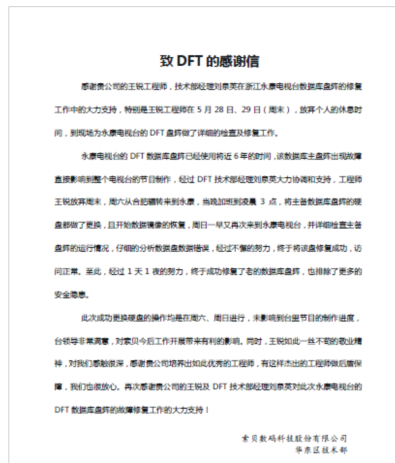 致 DFT 的感谢信
感谢贵公司的王锐工程师，技术部经理刘泉英在浙江永康电视台数据库盘阵的修复
工作中的大力支持，特别是王锐工程师在 5 月 28 日、29 日（周末），放弃个人的休息时
间，到现场为永康电视台的 DFT 盘阵做了详细的检查及修复工作。
永康电视台的 DFT 数据库盘阵已经使用将近 6 年的时间，该数据库主盘阵出现故障
直接影响到整个电视台的节目制作，经过 DFT 技术部经理刘泉英大力协调和支持，工程师
王锐放弃周末，周六从合肥辗转来到永康，当晚加班到凌晨 3 点，将主备数据库盘阵的硬
盘都做了更换，且开始数据镜像的恢复，周日一早又再次来到永康电视台，并详细检查主备
盘阵的运行情况，仔细的分析数据盘数据错误，经过不懈的努力，终于将该盘修复成功，访
问正常。至此，经过 1 天 1 夜的努力，终于成功修复了老的数据库盘阵，也排除了更多的
安全隐患。
此次成功更换硬盘的操作均是在周六、周日进行，未影响到台里节目的制作进度，
台领导非常满意，对索贝今后工作开展带来有利的影响。同时，王锐如此一丝不苟的敬业精
神，对我们感触很深，感谢贵公司培养出如此优秀的工程师，有这样杰出的工程师做后盾保
障，我们也很放心。再次感谢贵公司的王锐及 DFT 技术部经理刘泉英对此次永康电视台的
DFT 数据库盘阵的故障修复工作的大力支持！
索贝数码科技股份有限公司
华东区技术部